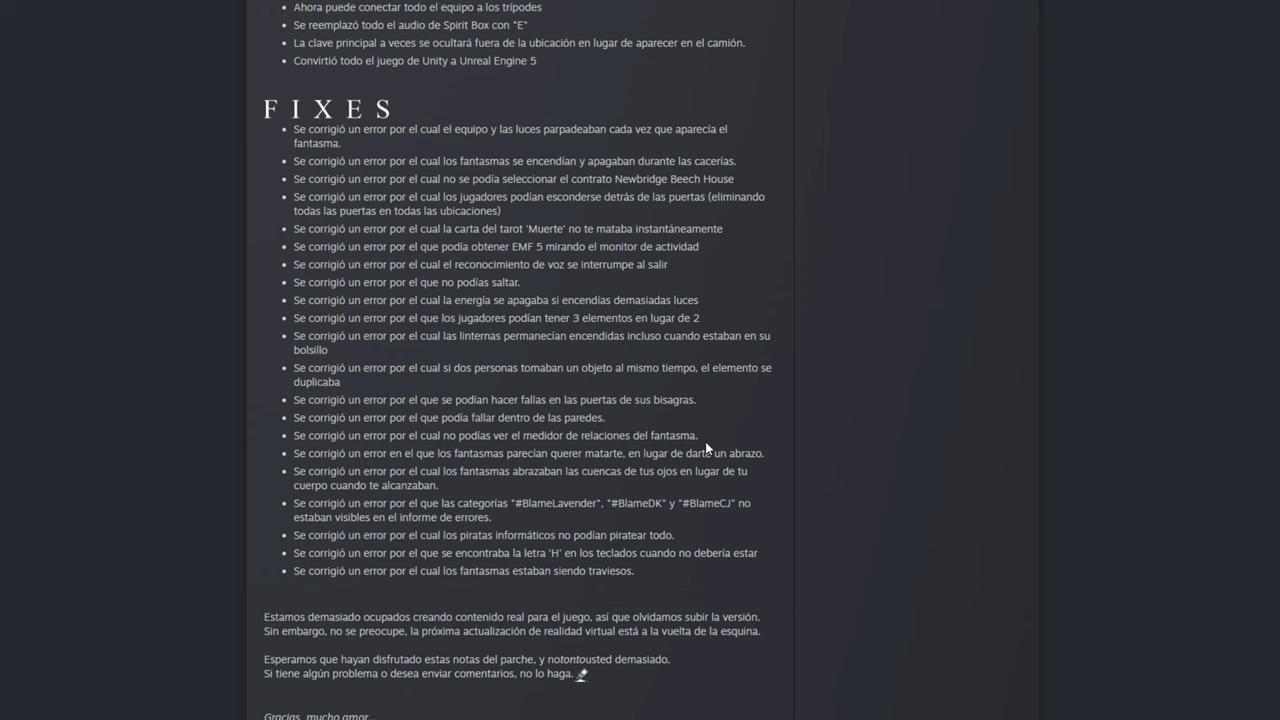 Ahora puede conectar todo el equipo a los trípodes
Se reemplazó todo el audio de Spirit Box con "E"
La clave principal a veces se ocultará fuera de la ubicación en lugar de aparecer en el camión.
Convirtió todo el juego de Unity a Unreal Engine 5
FIXES
Se corrigió un error por el cual el equipo y las luces parpadeaban cada vez que aparecía el
fantasma.
Se corrigió un error por el cual los fantasmas se encendían y apagaban durante las cacerías.
Se corrigió un error por el cual no se podía seleccionar el contrato Newbridge Beech House
Se corrigió un error por el cual los jugadores podían esconderse detrás de las puertas (eliminando
todas las puertas en todas las ubicaciones)
Se corrigió un error por el cual la carta del tarot 'Muerte' no te mataba instantáneamente
Se corrigió un error por el que podía obtener EMF 5 mirando el monitor de actividad
Se corrigió un error por el cual el reconocimiento de voz se interrumpe al salir
Se corrigió un error por el que no podías saltar.
Se corrigió un error por el cual la energía se apagaba si encendías demasiadas luces
Se corrigió un error por el que los jugadores podían tener 3 elementos en lugar de 2
Se corrigió un error por el cual las linternas permanecían encendidas incluso cuando estaban en su
bolsillo
Se corrigió un error por el cual si dos personas tomaban un objeto al mismo tiempo, el elemento se
duplicaba
Se corrigió un error por el que se podían hacer fallas en las puertas de sus bisagras.
Se corrigió un error por el que podía fallar dentro de las paredes.
Se corrigió un error por el cual no podías ver el medidor de relaciones del fantasma.
Se corrigió un error en el que los fantasmas parecían querer matarte, en lugar de darte un abrazo.
Se corrigió un error por el cual los fantasmas abrazaban las cuencas de tus ojos en lugar de tu
cuerpo cuando te alcanzaban.
Se corrigió un error por el que las categorías "#BlameLavender", "#BlameDK" y "#BlameCJ" no
estaban visibles en el informe de errores.
Se corrigió un error por el cual los piratas informáticos no podían piratear todo.
Se corrigió un error por el que se encontraba la letra 'H' en los teclados cuando no debería estar
Se corrigió un error por el cual los fantasmas estaban siendo traviesos.
Estamos demasiado ocupados creando contenido real para el juego, así que olvidamos subir la versión.
Sin embargo, no se preocupe, la próxima actualización de realidad virtual está a la vuelta de la esquina.
Esperamos que hayan disfrutado estas notas del parche, y notontousted demasiado.
Si tiene algún problema o desea enviar comentarios, no lo haga.
Gracias, mucho amor...